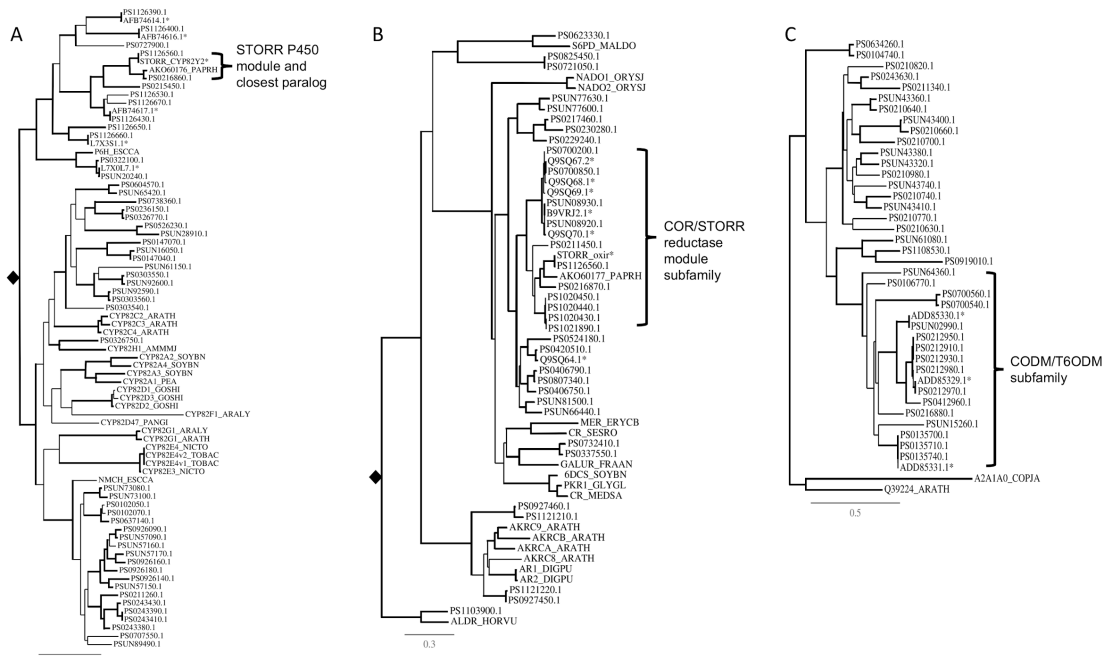 A
PS1126390.1
AFB74614.1*
PS1126400.1
AFB74616.1*
PS0727900.1
PS1126560.1
STORR_CYP82Y2*
AKO60176_PAPRH
PS0216860.1
PS0215450.1
PS1126530.1
PS1126670.1
AFB74617.1*
PS1126430.1
PS1126650.1
PS1126660.1
L7X3S1.1*
P6H_ESCCA
PS0322100.1
L7X0L7.1*
PSUN20240.1
PS0604570.1
PSUN65420.1
PS0738360.1
PS0236150.1
PS0326770.1
PS0526230.1
PSUN28910.1
PS0147070.1
PSUN16050.1
PS0147040.1
PSUN61150.1
PS0303550.1
PSUN92600.1
PSUN92590.1
PS0303560.1
PS0303540.1
CYP82C2_ARATH
CYP82C3_ARATH
CYP82C4_ARATH
PS0326750.1
CYP82H1_AMMMJ
CYP82A2_SOYBN
CYP82A4_SOYBN
CYP82A3_SOYBN
CYP82A1_PEA
CYP82D1_GOSHI
CYP82D3_GOSHI
CYP82D2_GOSHI
CYP82F1_ARALY
CYP82D47_PANGI
CYP82G1_ARALY
CYP82G1_ARATH
CYP82E4_NICTO
CYP82E4v2_TOBAC
CYP82E4v1_TOBAC
CYP82E3_NICTO
NMCH_ESCCA
PSUN73080.1
PSUN73100.1
PS0102050.1
PS0102070.1
PS0637140.1
PS0926090.1
PSUN57090.1
PSUN57160.1
PSUN57170.1
PS0926160.1
PS0926180.1
PS0926140.1
PSUN57150.1
PS0211260.1
PS0243430.1
PS0243390.1
PS0243410.1
PS0243380.1
PS0707550.1
PSUN89490.1
STORR P450
module and
closest paralog
B
PS0623330.1
S6PD_MALDO
PS0825450.1
PS0721050.1
NADO1_ORYSJ
NADO2_ORYSJ
PSUN77630.1
PSUN77600.1
PS0217460.1
PS0230280.1
PS0229240.1
PS0700200.1
Q9SQ67.2*
PS0700850.1
Q9SQ68.1*
Q9SQ69.1*
PSUN08930.1
B9VRJ2.1*
PSUN08920.1
Q9SQ70.1*
PS0211450.1
STORR_oxir*
PS1126560.1
AKO60177_PAPRH
PS0216870.1
PS1020450.1
PS1020440.1
PS1020430.1
PS1021890.1
PS0524180.1
PS0420510.1
Q9SQ64.1*
PS0406790.1
PS0807340.1
PS0406750.1
PSUN81500.1
PSUN66440.1
MER_ERYCB
CR_SESRO
PS0732410.1
PS0337550.1
GALUR_FRAAN
6DCS_SOYBN
PKR1_GLYGL
CR_MEDSA
PS0927460.1
PS1121210.1
AKRC9_ARATH
AKRCB_ARATH
AKRCA_ARATH
AKRC8_ARATH
AR1_DIGPU
AR2_DIGPU
PS1121220.1
PS0927450.1
PS1103900.1
ALDR_HORVU
0.3
COR/STORR
reductase
module
subfamily
C
PS0634260.1
PS0104740.1
PS0210820.1
PS0243630.1
PS0211340.1
PSUN43360.1
PS0210640.1
PSUN43400.1
PS0210660.1
PS0210700.1
PSUN43380.1
PSUN43320.1
PS0210980.1
PSUN43740.1
PS0210740.1
PSUN43410.1
PS0210770.1
PS0210630.1
PSUN61080.1
PS1108530.1
PS0919010.1
PSUN64360.1
PS0106770.1
PS0700560.1
PS0700540.1
ADD85330.1*
PSUN02990.1
PS0212950.1
PS0212910.1
PS0212930.1
PS0212980.1
ADD85329.1*
PS0212970.1
PS0412960.1
PS0216880.1
PSUN15260.1
PS0135700.1
PS0135710.1
PS0135740.1
ADD85331.1*
A2A1A0_COPJA
Q39224_ARATH
0.5
CODM/T6ODM
subfamily